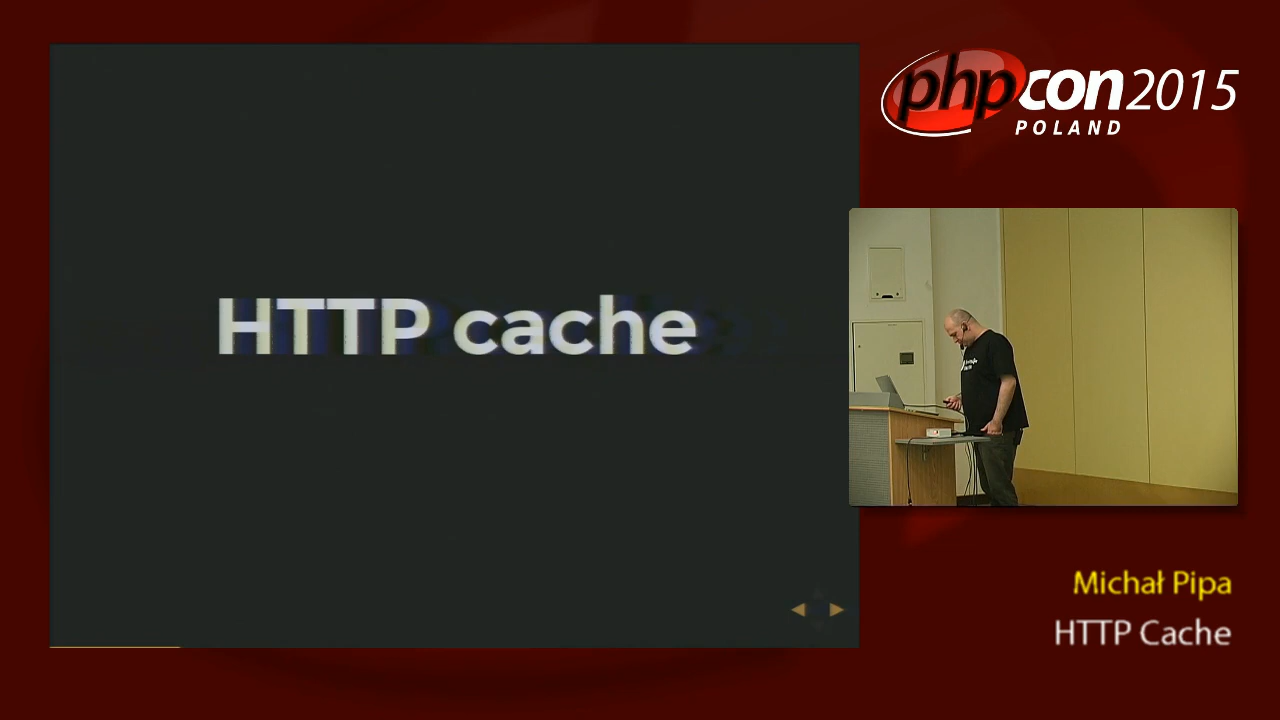 HTTP cache
phpcon2015
POLAND
Michał Pipa
HTTP Cache